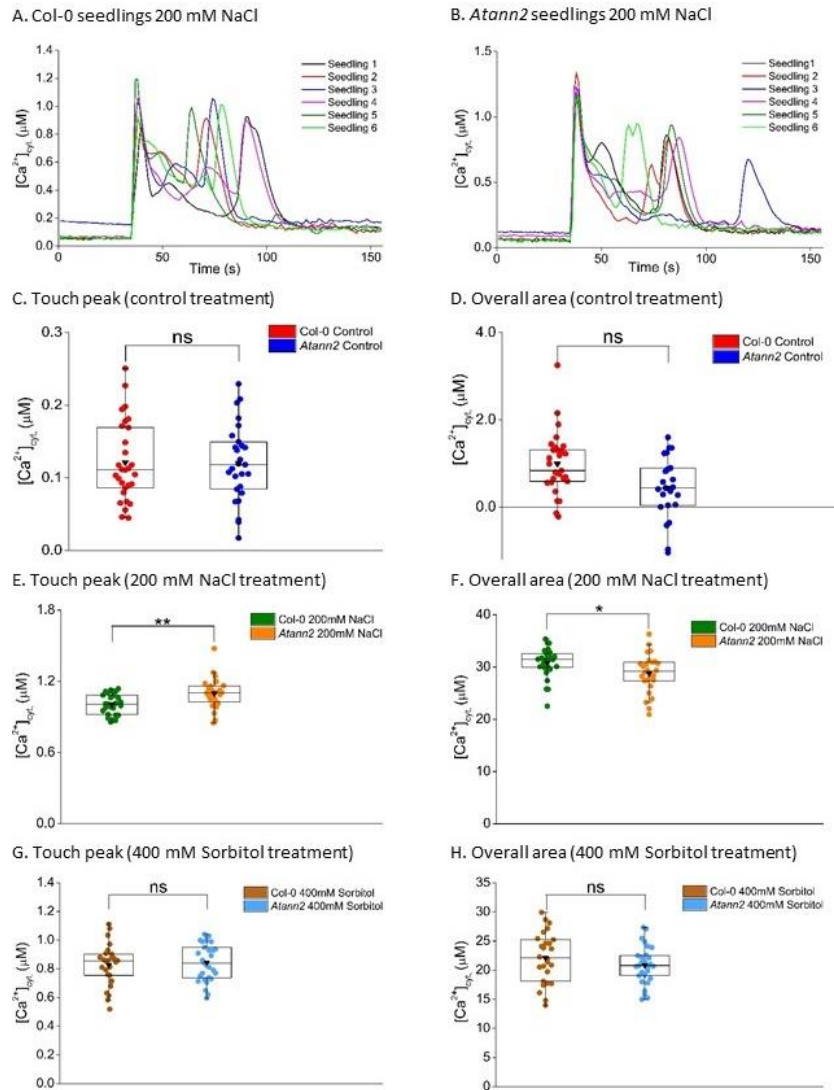 A. Col-0 seedlings 200 mM NaCl
[Ca²⁺]cyt. (μM)
1.4
1.2
1.0
0.8
0.6
0.4
0.2
0.0
0
50
100
150
Time (s)
Seedling 1
Seedling 2
Seedling 3
Seedling 4
Seedling 5
Seedling 6
B. Atann2 seedlings 200 mM NaCl
[Ca²⁺]cyt. (μM)
1.5
1.0
0.5
0.0
0
50
100
150
Time (s)
Seedling1
Seedling 2
Seedling 3
Seedling 4
Seedling 5
Seedling 6
C. Touch peak (control treatment)
[Ca²⁺]cyt. (μM)
0.3
0.2
0.1
0.0
ns
Col-0 Control
Atann2 Control
D. Overall area (control treatment)
[Ca²⁺]cyt. (μM)
4.0
2.0
0.0
ns
Col-0 Control
Atann2 Control
E. Touch peak (200 mM NaCl treatment)
[Ca²⁺]cyt. (μM)
1.8
1.2
0.6
0.0
**
Col-0 200mM NaCl
Atann2 200mM NaCl
F. Overall area (200 mM NaCl treatment)
[Ca²⁺]cyt. (μM)
40
30
20
10
0
*
Col-0 200mM NaCl
Atann2 200mM NaCl
G. Touch peak (400 mM Sorbitol treatment)
[Ca²⁺]cyt. (μM)
1.4
1.2
1.0
0.8
0.6
0.4
0.2
0.0
ns
Col-0 400mM Sorbitol
Atann2 400mM Sorbitol
H. Overall area (400 mM Sorbitol treatment)
[Ca²⁺]cyt. (μM)
35
30
25
20
15
10
5
0
ns
Col-0 400mM Sorbitol
Atann2 400mM Sorbitol